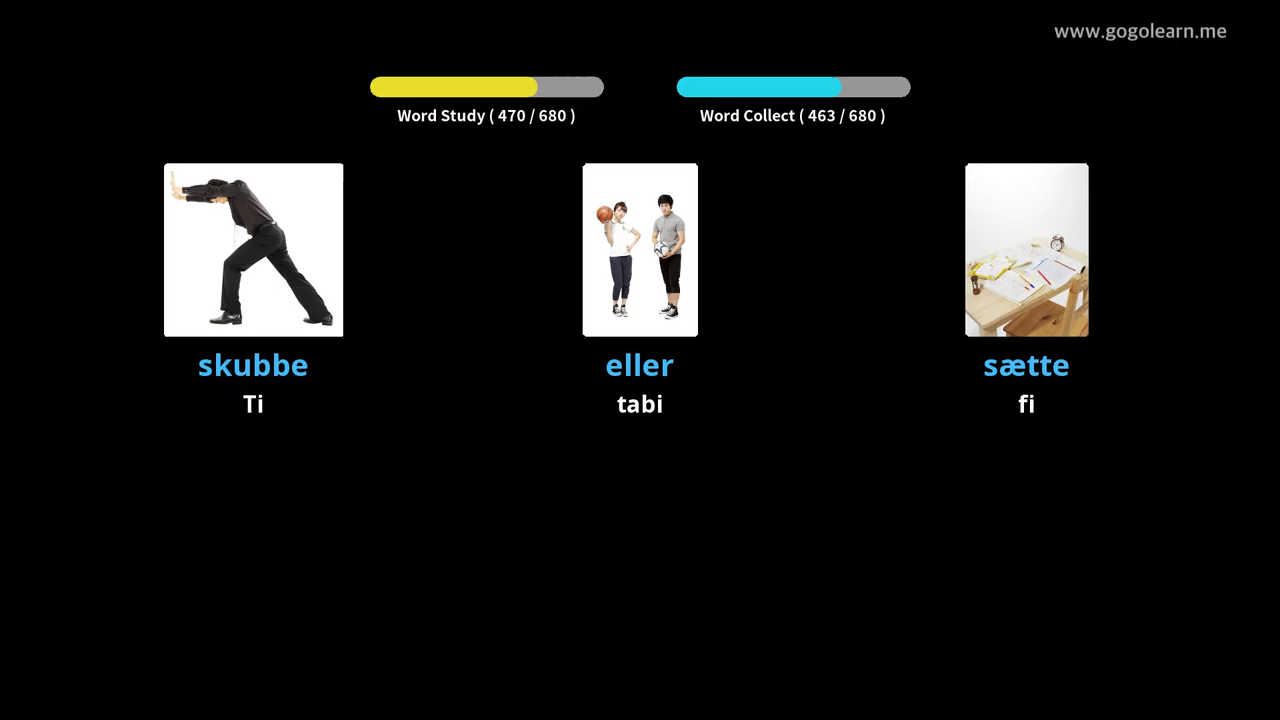 www.gogolearn.me
Word Study ( 470 / 680 )
Word Collect ( 463 / 680 )
skubbe
Ti
eller
tabi
sætte
fi